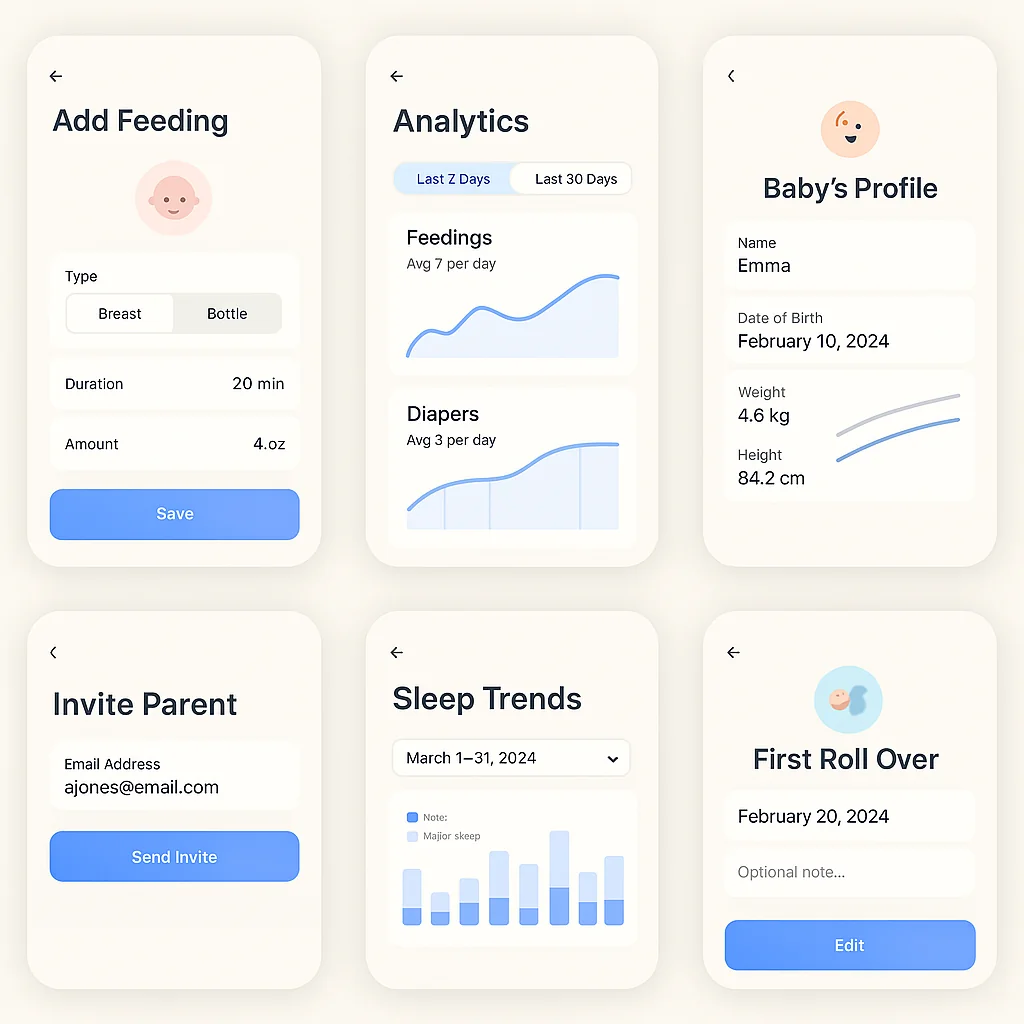 Add Feeding
Type
Breast Bottle
Duration 20 min
Amount 4.oz
Save
Analytics
Last Z Days Last 30 Days
Feedings
Avg 7 per day
Diapers
Avg 3 per day
Baby's Profile
Name
Emma
Date of Birth
February 10, 2024
Weight
4.6 kg
Height
84.2 cm
Invite Parent
Email Address
ajones@email.com
Send Invite
Sleep Trends
March 1–31, 2024
Note:
Majior skeep
First Roll Over
February 20, 2024
Optional note...
Edit